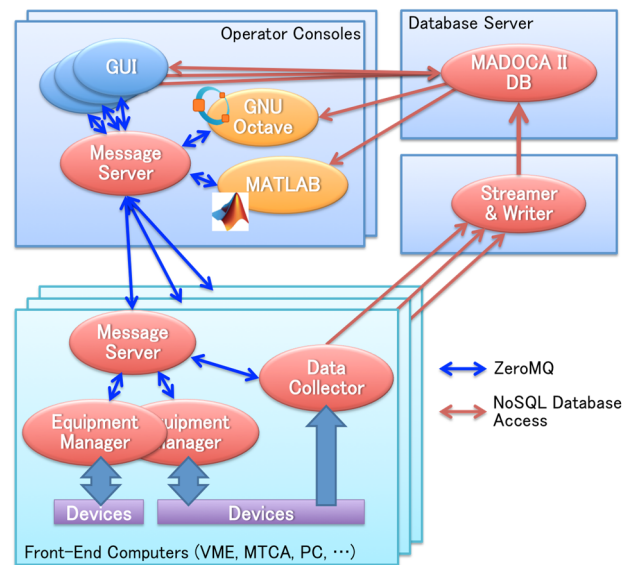 Operator Consoles
Database Server
GUI
MADOCA II
DB
GNU
Octave
Message
Server
MATLAB
Streamer
& Writer
Message
Server
Data
Collector
ZeroMQ
NoSQL Database
Access
Equipment
Manager
quipment
anager
Devices
Devices
Front-End Computers (VME, MTCA, PC, …)